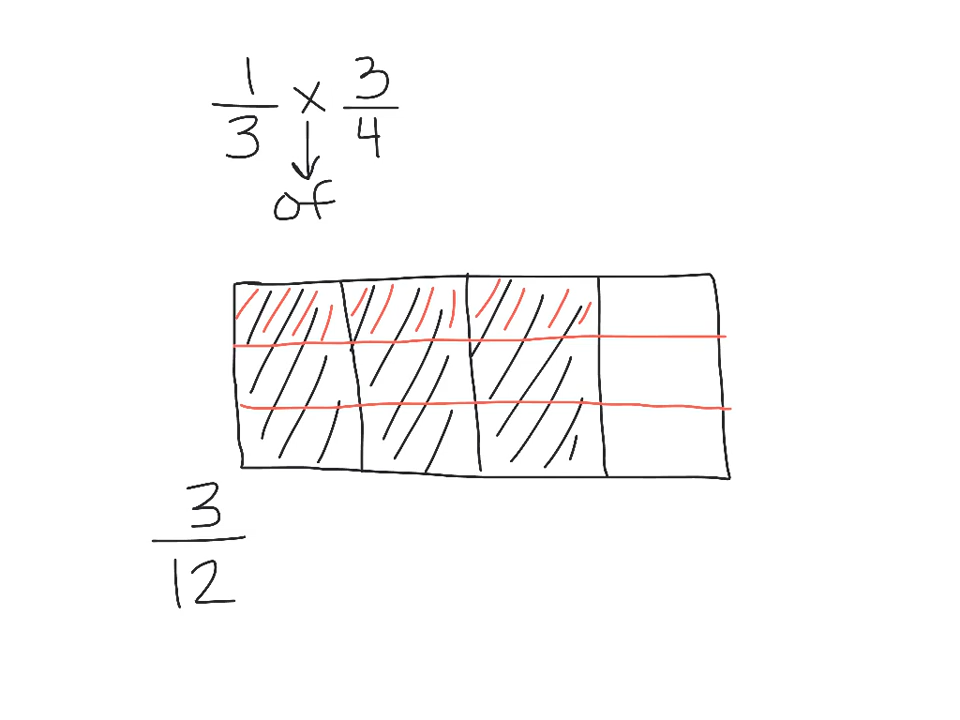 1/3 × 3/4
of
3/12